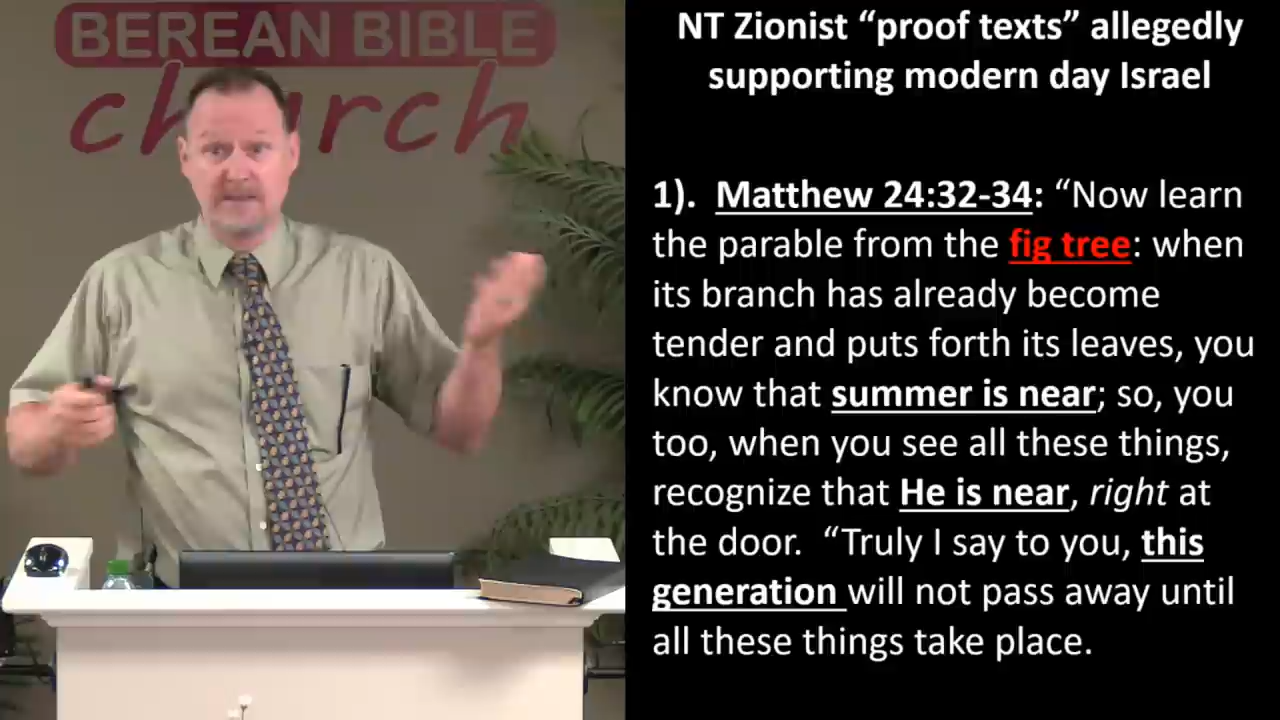 BEREAN BIBLE
church
NT Zionist “proof texts” allegedly
supporting modern day Israel
1). Matthew 24:32-34: “Now learn
the parable from the fig tree: when
its branch has already become
tender and puts forth its leaves, you
know that summer is near; so, you
too, when you see all these things,
recognize that He is near, right at
the door. “Truly I say to you, this
generation will not pass away until
all these things take place.